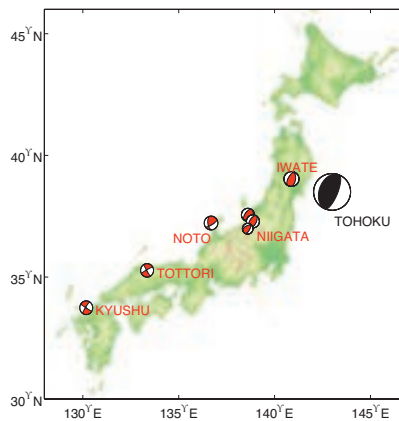 45°N
40°N
35°N
30°N
IWATE
TOHOKU
NOTO
NIIGATA
TOTTORI
KYUSHU
130°E
135°E
140°E
145°E